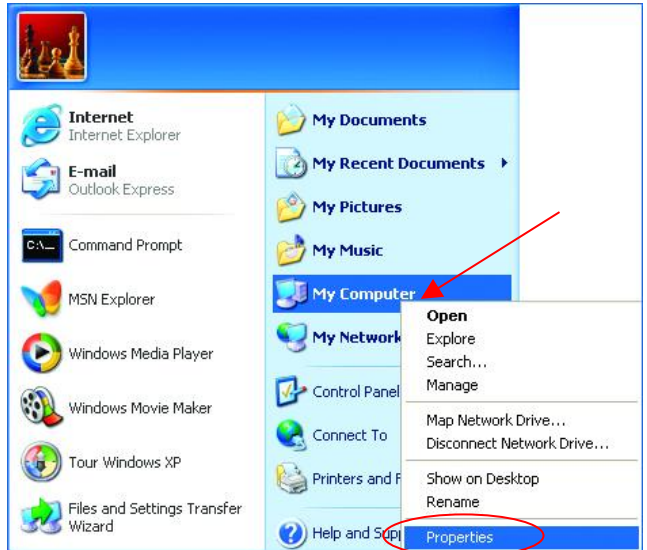 Internet
Internet Explorer
E-mail
Outlook Express
C:\_
Command Prompt
MSN Explorer
Windows Media Player
Windows Movie Maker
Tour Windows XP
Files and Settings Transfer
Wizard
My Documents
My Recent Documents
My Pictures
My Music
My Computer
My Network
Control Panel
Connect To
Printers and F
Help and Sup
Open
Explore
Search...
Manage
Map Network Drive...
Disconnect Network Drive...
Show on Desktop
Rename
Properties